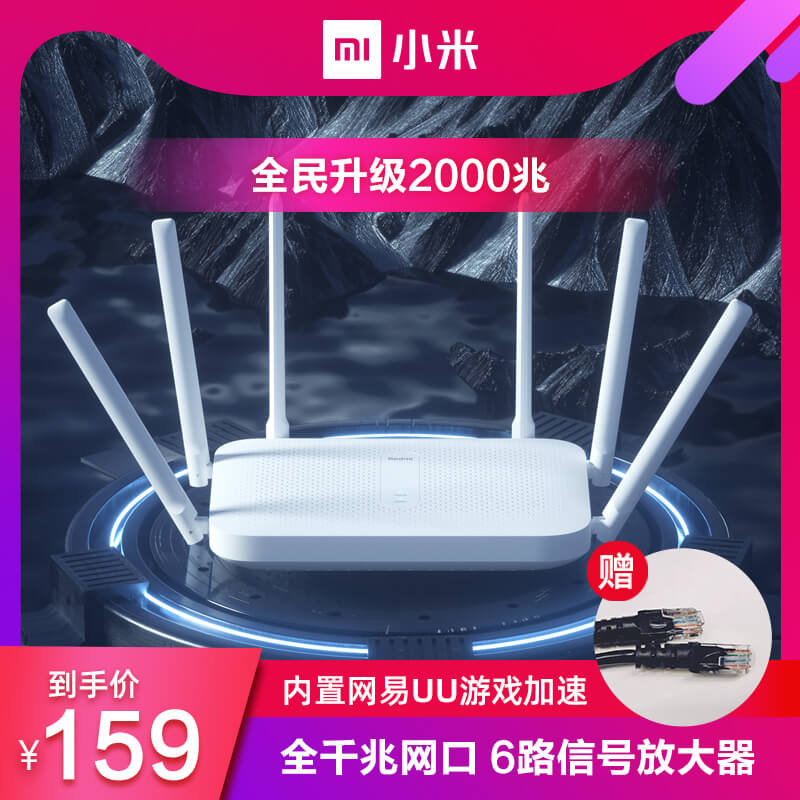 mi 小米
全民升级2000兆
Redmi
赠
到手价
¥159
内置网易UU游戏加速
全千兆网口 6路信号放大器